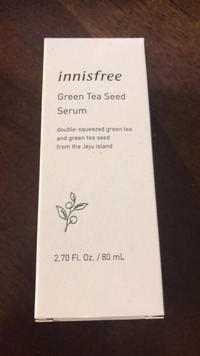 innisfree
Green Tea Seed
Serum
double-squeezed green tea
and green tea seed
from the Jeju island
2.70 FL Oz. / 80 mL